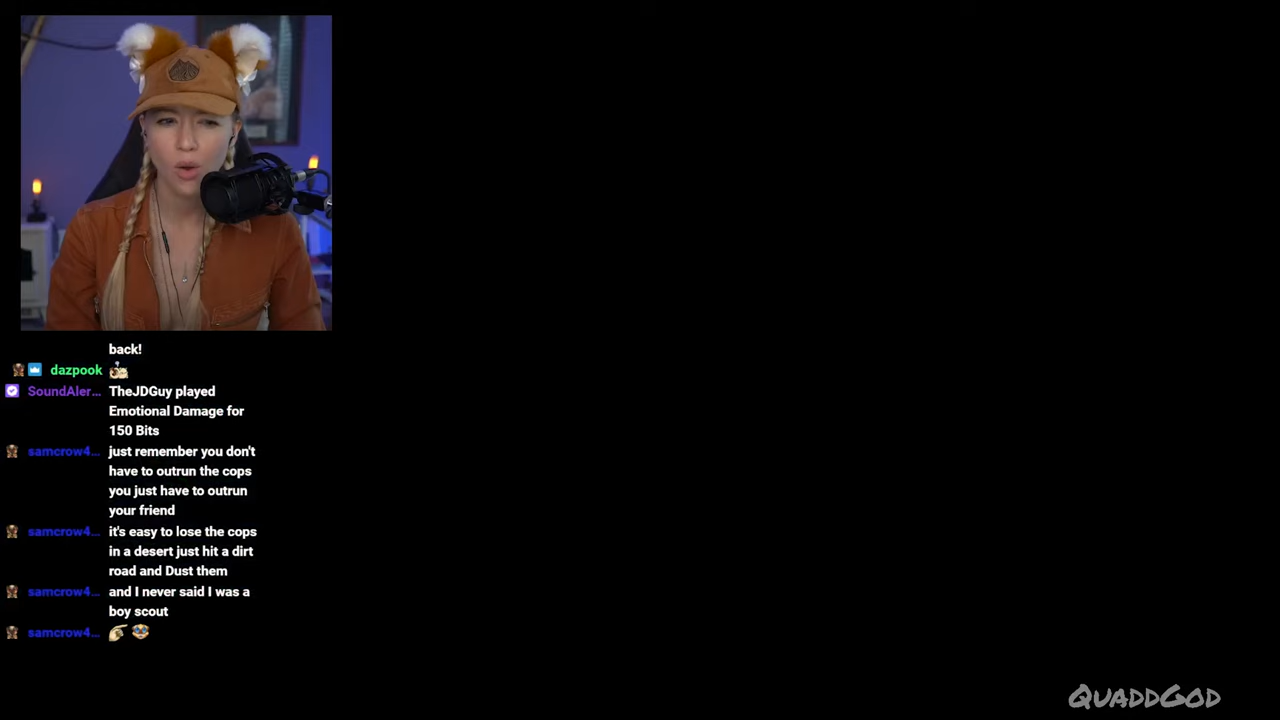 back!
dazpook
SoundAler... TheJDGuy played
Emotional Damage for
150 Bits
samcrow4... just remember you don't
have to outrun the cops
you just have to outrun
your friend
samcrow4... it's easy to lose the cops
in a desert just hit a dirt
road and Dust them
samcrow4... and I never said I was a
boy scout
samcrow4...
QUADDGOD